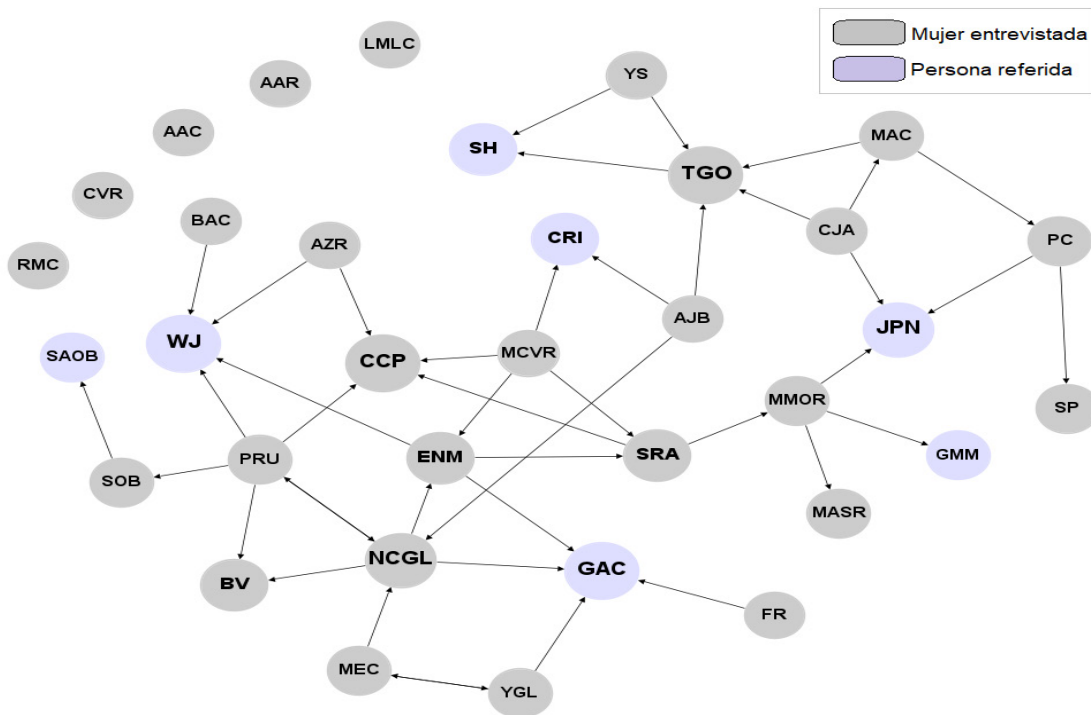 Mujer entrevistada
Persona referida
LMLC
AAR
YS
AAC
SH
MAC
TGO
CVR
BAC
AZR
CRI
CJA
PC
RMC
WJ
SAOB
CCP
MCVR
AJB
JPN
MMOR
SP
PRU
ENM
SRA
GMM
SOB
MASR
NCGL
GAC
BV
FR
MEC
YGL